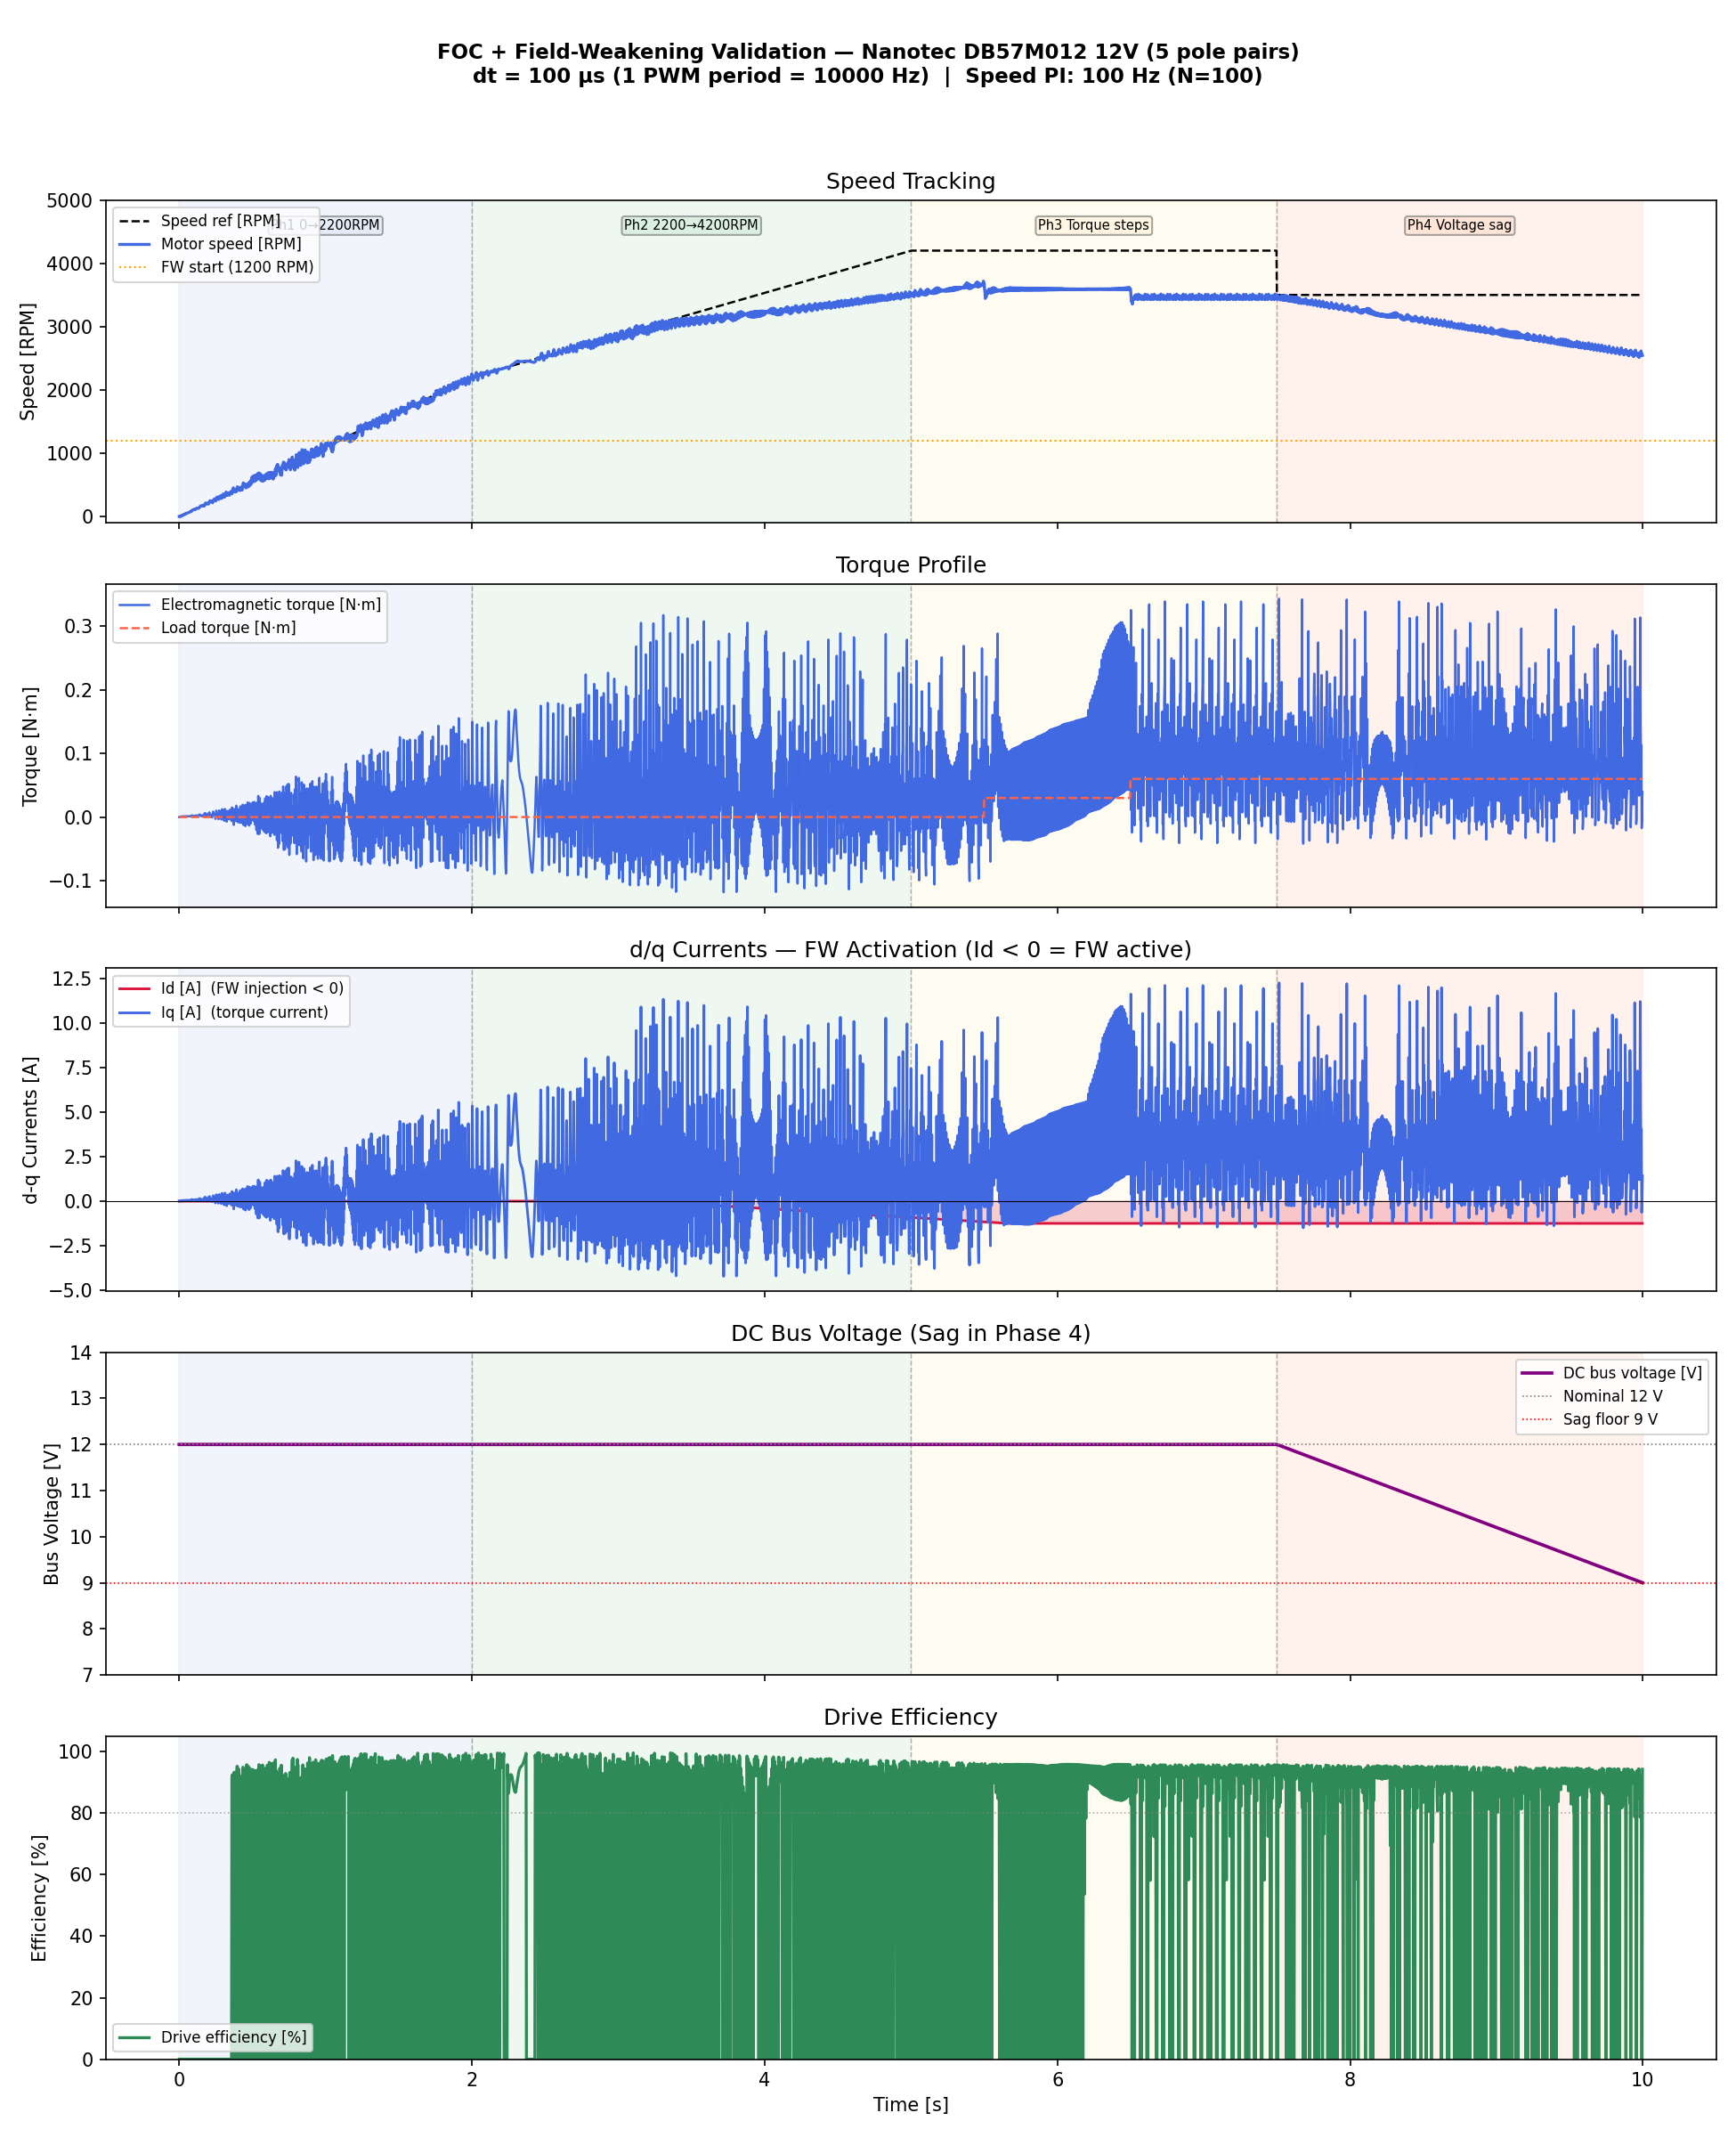 FOC + Field-Weakening Validation — Nanotec DB57M012 12V (5 pole pairs)
dt = 100 µs (1 PWM period = 10000 Hz)  |  Speed PI: 100 Hz (N=100)
Speed Tracking
Speed [RPM]
5000
4000
3000
2000
1000
0
Speed ref [RPM]
Motor speed [RPM]
FW start (1200 RPM)
Ph1 0→2200RPM
Ph2 2200→4200RPM
Ph3 Torque steps
Ph4 Voltage sag
Torque Profile
Torque [N·m]
0.3
0.2
0.1
0.0
−0.1
Electromagnetic torque [N·m]
Load torque [N·m]
d/q Currents — FW Activation (Id < 0 = FW active)
d-q Currents [A]
12.5
10.0
7.5
5.0
2.5
0.0
−2.5
−5.0
Id [A]  (FW injection < 0)
Iq [A]  (torque current)
DC Bus Voltage (Sag in Phase 4)
Bus Voltage [V]
14
13
12
11
10
9
8
7
DC bus voltage [V]
Nominal 12 V
Sag floor 9 V
Drive Efficiency
Efficiency [%]
100
80
60
40
20
0
Drive efficiency [%]
0 2 4 6 8 10
Time [s]